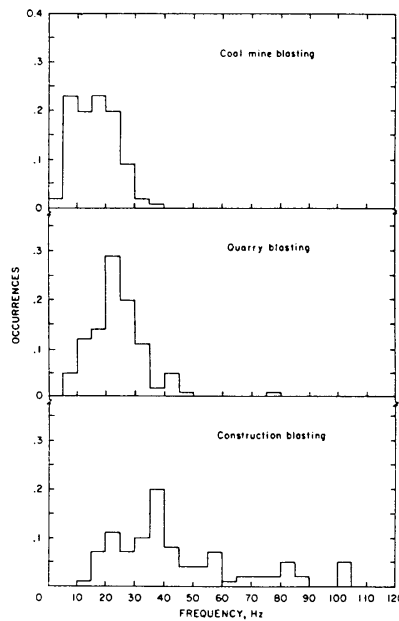 0.4
Coal mine blasting
.3
.2
.1
0
Quarry blasting
.3
.2
.1
0
OCCURRENCES
Construction blasting
.3
.2
.1
0 10 20 30 40 50 60 70 80 90 100 110 120
FREQUENCY, Hz